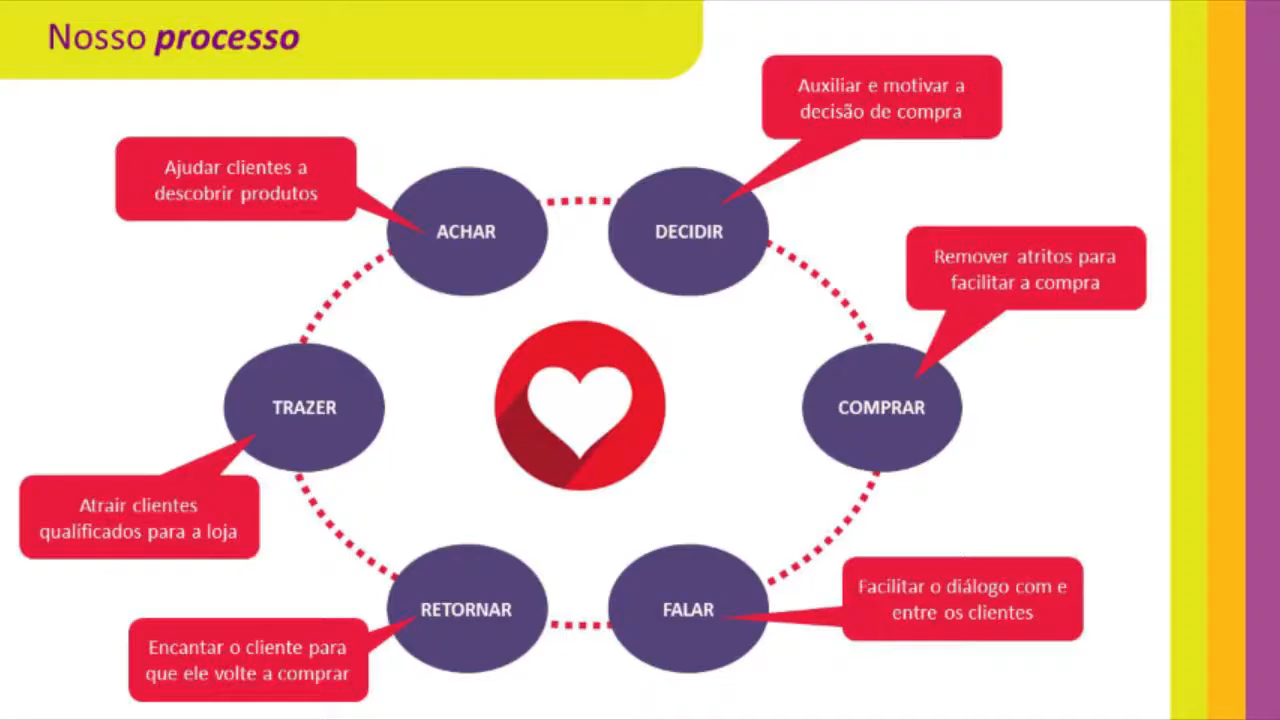 Nosso processo
Auxiliar e motivar a
decisão de compra
Ajudar clientes a
descobrir produtos
ACHAR
DECIDIR
Remover atritos para
facilitar a compra
TRAZER
COMPRAR
Atrair clientes
qualificados para a loja
RETORNAR
FALAR
Facilitar o diálogo com e
entre os clientes
Encantar o cliente para
que ele volte a comprar